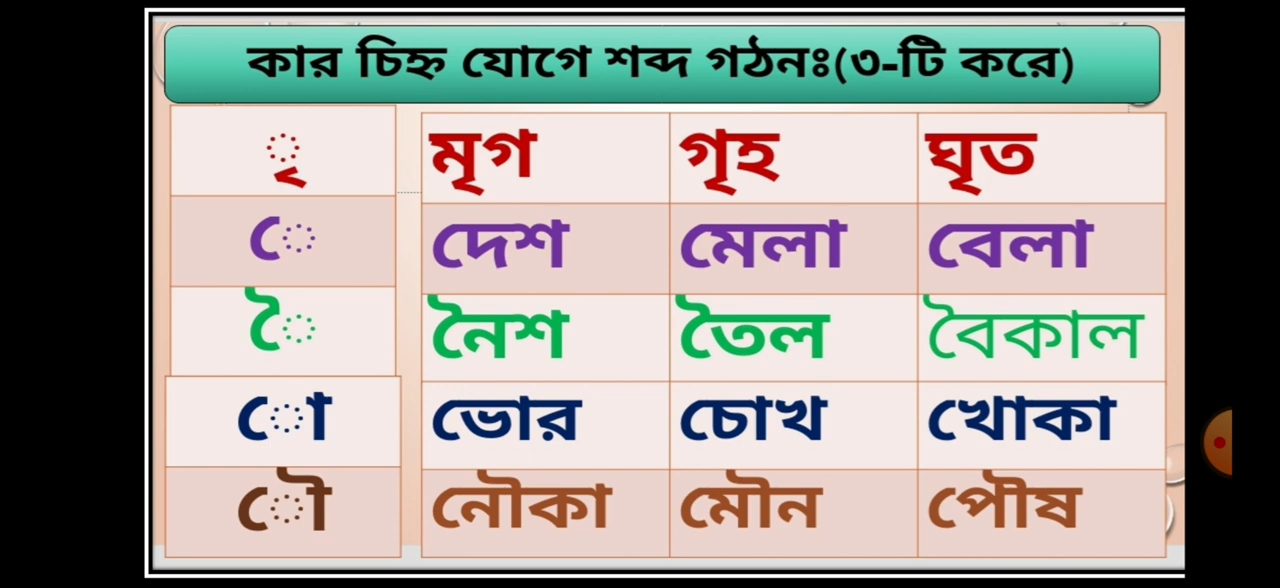 কার চিহ্ন যোগে শব্দ গঠনঃ(৩-টি করে)
ৃ মৃগ গৃহ ঘৃত
ে দেশ মেলা বেলা
ৈ নৈশ তৈল বৈকাল
ো ভোর চোখ খোকা
ৌ নৌকা মৌন পৌষ